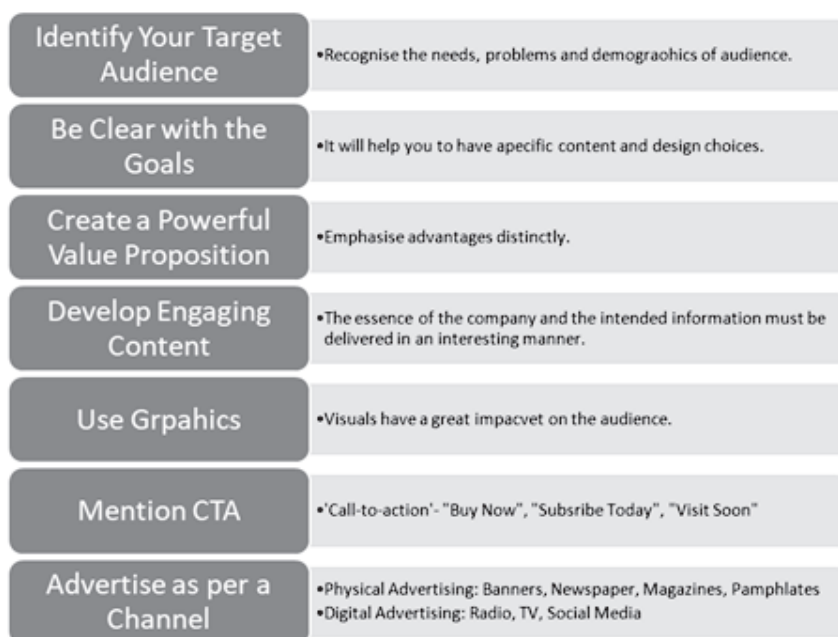 Identify Your Target
Audience
•Recognise the needs, problems and demograohics of audience.
Be Clear with the
Goals
•It will help you to have apecific content and design choices.
Create a Powerful
Value Proposition
•Emphasise advantages distinctly.
Develop Engaging
Content
•The essence of the company and the intended information must be
delivered in an interesting manner.
Use Grpahics
•Visuals have a great impacvet on the audience.
Mention CTA
•'Call-to-action'- "Buy Now", "Subsribe Today", "Visit Soon"
Advertise as per a
Channel
•Physical Advertising: Banners, Newspaper, Magazines, Pamphlates
•Digital Advertising: Radio, TV, Social Media